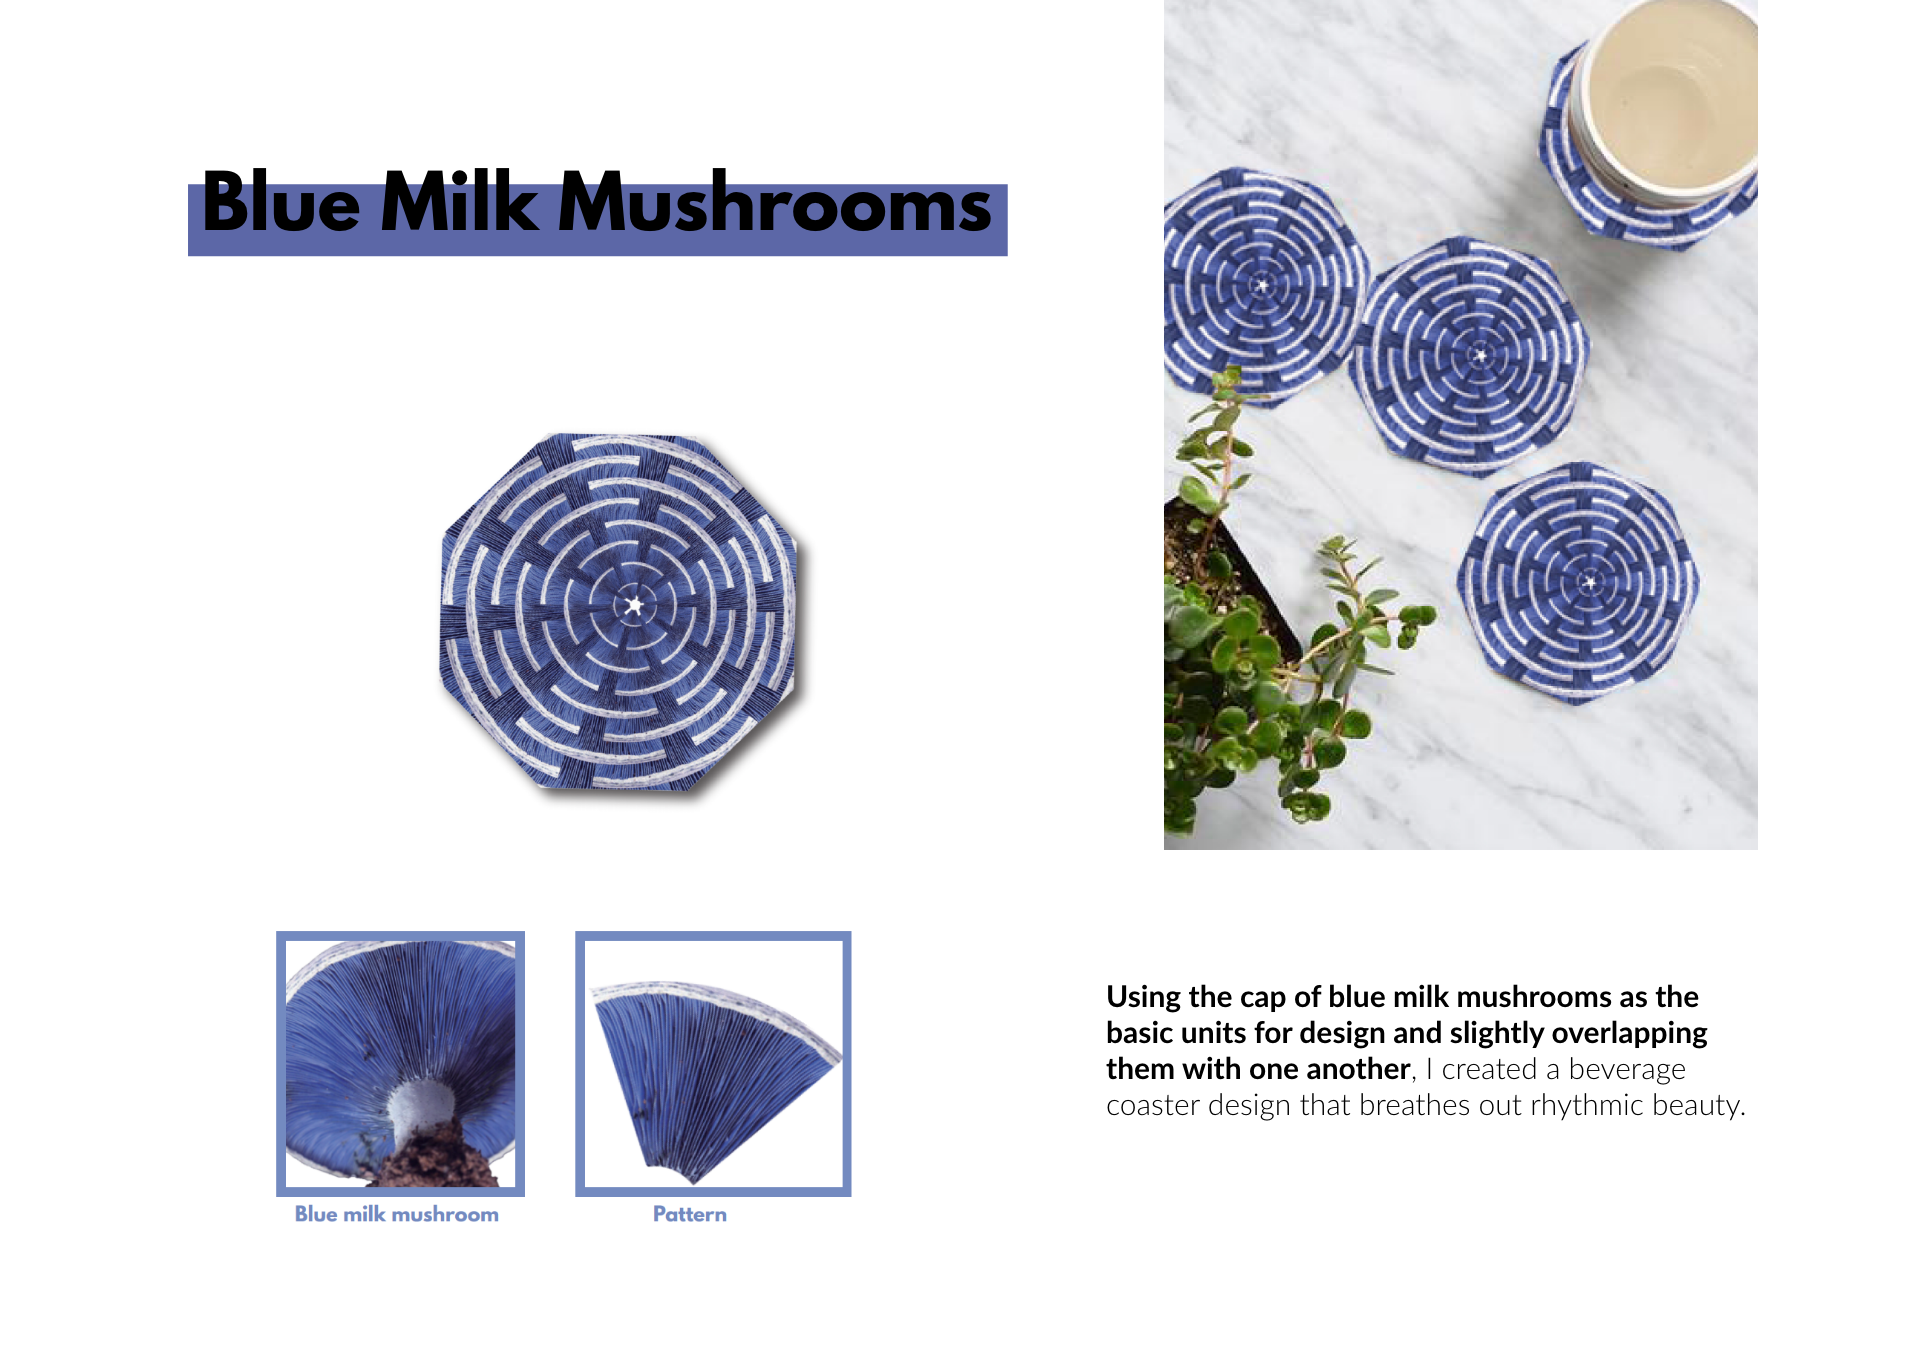 Blue Milk Mushrooms
Blue milk mushroom
Pattern
Using the cap of blue milk mushrooms as the
basic units for design and slightly overlapping
them with one another, I created a beverage
coaster design that breathes out rhythmic beauty.